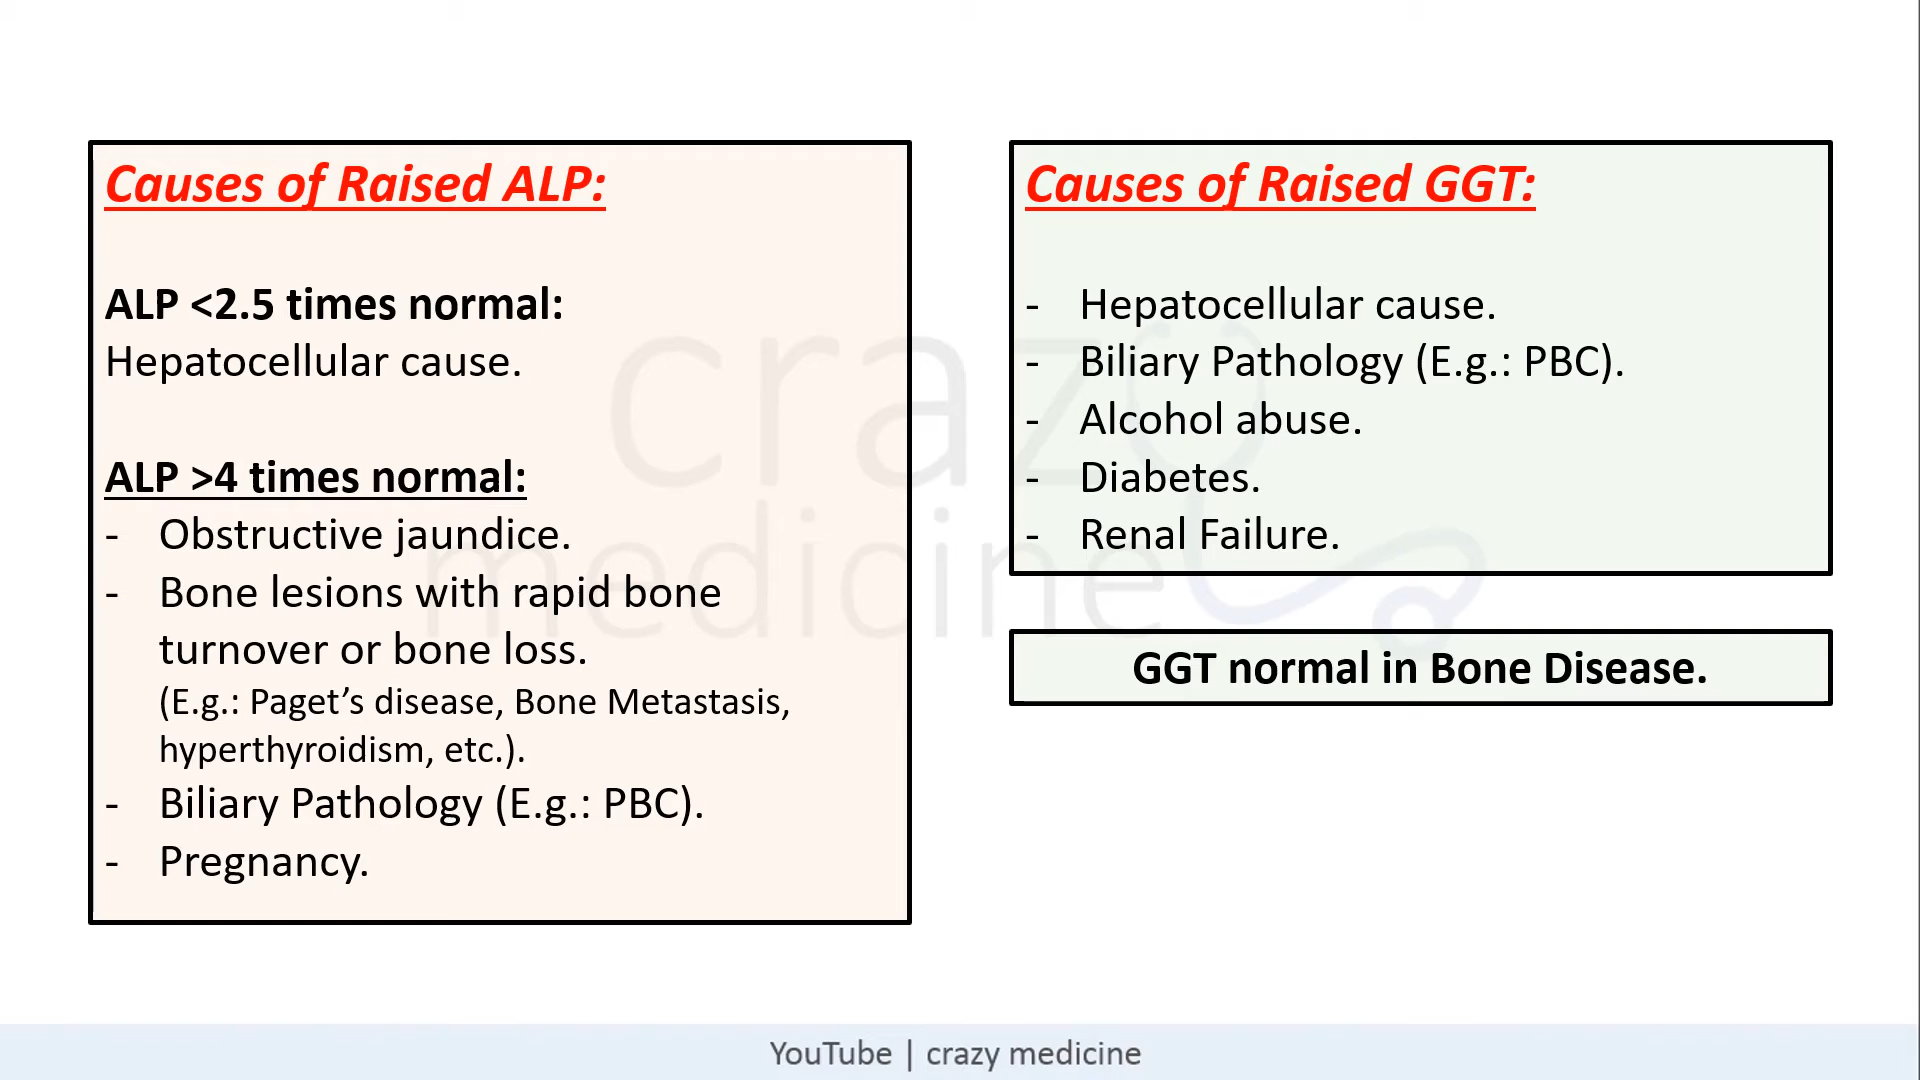 Causes of Raised ALP:
ALP <2.5 times normal:
Hepatocellular cause.
ALP >4 times normal:
- Obstructive jaundice.
- Bone lesions with rapid bone
turnover or bone loss.
(E.g.: Paget’s disease, Bone Metastasis,
hyperthyroidism, etc.).
- Biliary Pathology (E.g.: PBC).
- Pregnancy.
Causes of Raised GGT:
- Hepatocellular cause.
- Biliary Pathology (E.g.: PBC).
- Alcohol abuse.
- Diabetes.
- Renal Failure.
GGT normal in Bone Disease.
crazy
medicine
YouTube | crazy medicine